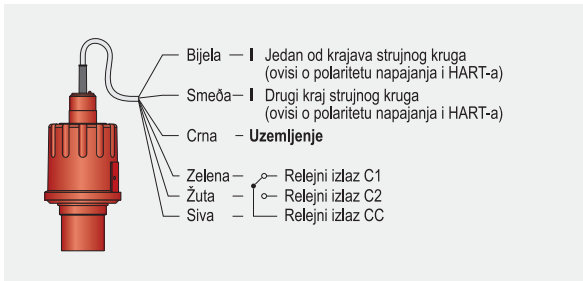 Bijela – I Jedan od krajava strujnog kruga
(ovisi o polaritetu napajanja i HART-a)
Smeđa – I Drugi kraj strujnog kruga
(ovisi o polaritetu napajanja i HART-a)
Crna – Uzemljenje
Zelena – Relejni izlaz C1
Žuta – Relejni izlaz C2
Siva – Relejni izlaz CC